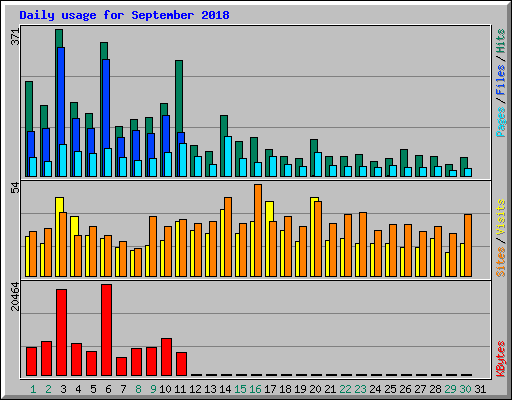 Daily usage for September 2018
371
54
20464
Pages / Files / Hits
Sites / Visits
KBytes
1 2 3 4 5 6 7 8 9 10 11 12 13 14 15 16 17 18 19 20 21 22 23 24 25 26 27 28 29 30 31